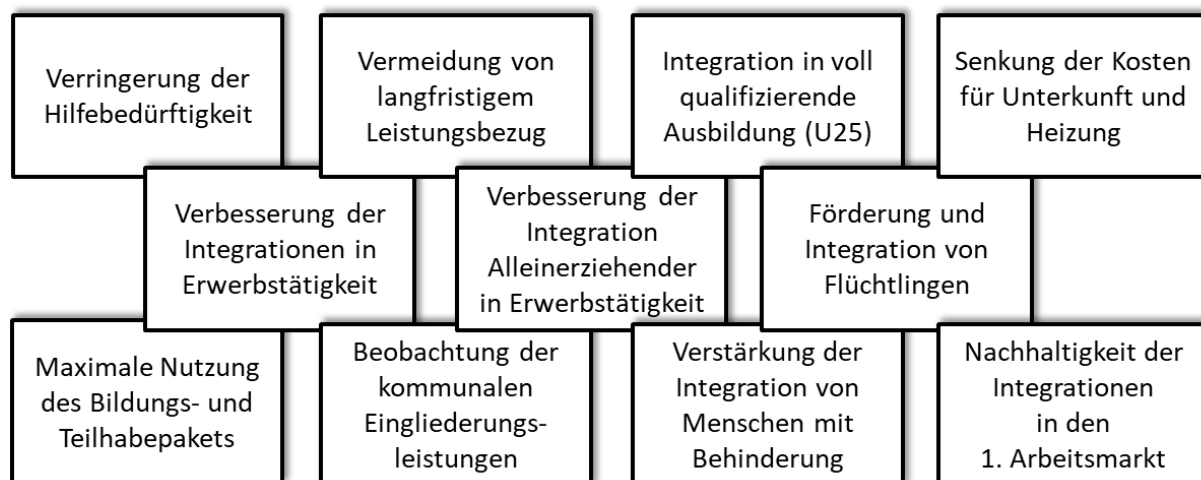 Verringerung der
Hilfebedürftigkeit
Vermeidung von
langfristigem
Leistungsbezug
Integration in voll
qualifizierende
Ausbildung (U25)
Senkung der Kosten
für Unterkunft und
Heizung
Verbesserung der
Integrationen in
Erwerbstätigkeit
Verbesserung der
Integration
Alleinerziehender
in Erwerbstätigkeit
Förderung und
Integration von
Flüchtlingen
Maximale Nutzung
des Bildungs- und
Teilhabepakets
Beobachtung der
kommunalen
Eingliederungs-
leistungen
Verstärkung der
Integration von
Menschen mit
Behinderung
Nachhaltigkeit der
Integrationen
in den
1. Arbeitsmarkt